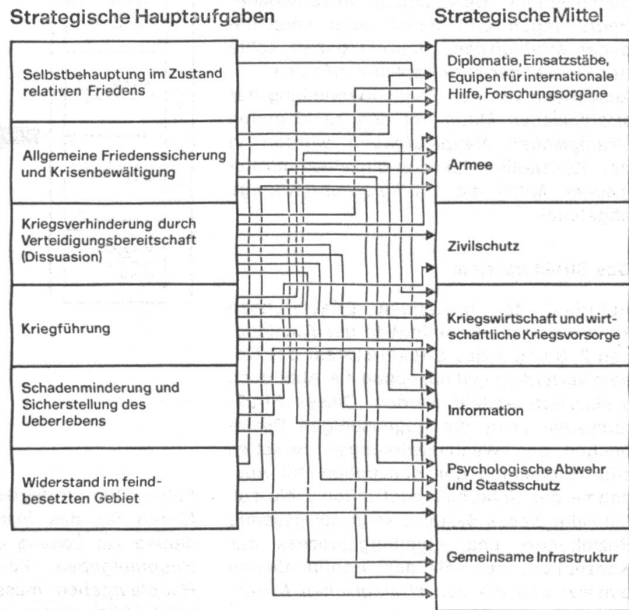 Strategische Hauptaufgaben
Selbstbehauptung im Zustand
relativen Friedens
Allgemeine Friedenssicherung
und Krisenbewältigung
Kriegsverhinderung durch
Verteidigungsbereitschaft
(Dissuasion)
Kriegführung
Schadenminderung und
Sicherstellung des
Ueberlebens
Widerstand im feind-
besetzten Gebiet
Strategische Mittel
Diplomatie, Einsatzstäbe,
Equipen für internationale
Hilfe, Forschungsorgane
Armee
Zivilschutz
Kriegswirtschaft und wirt-
schaftliche Kriegsvorsorge
Information
Psychologische Abwehr
und Staatsschutz
Gemeinsame Infrastruktur